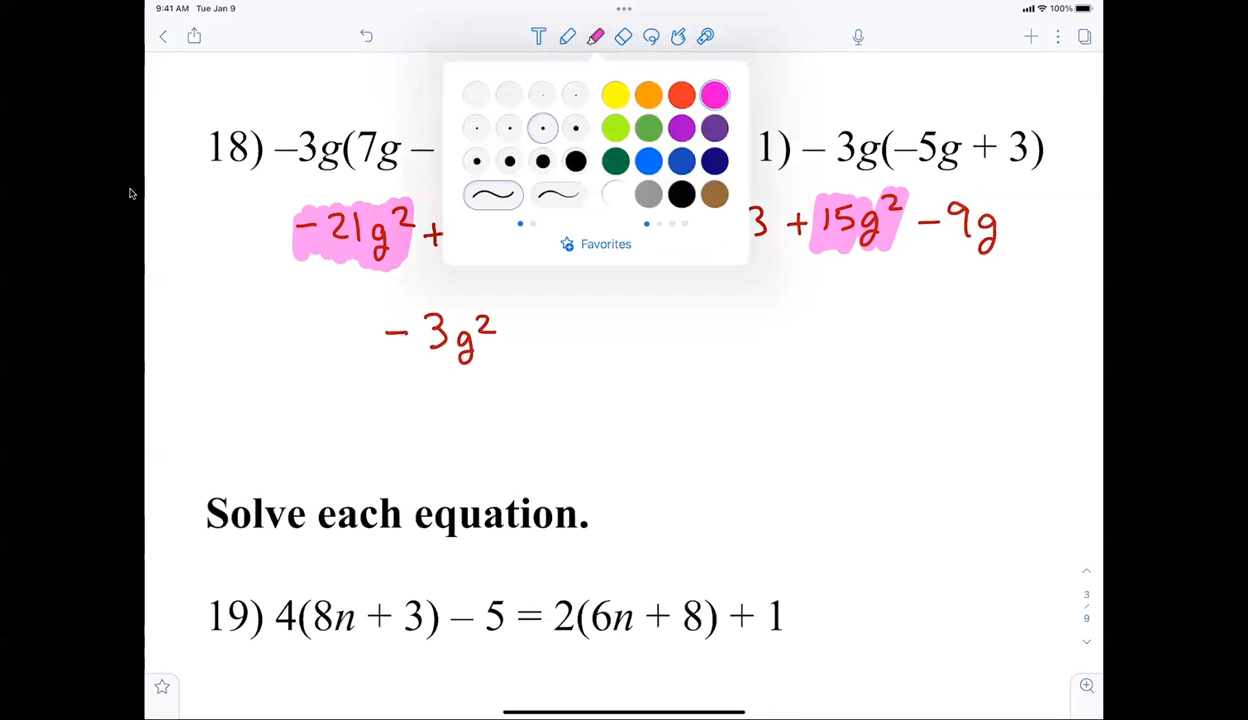 9:41 AM Tue Jan 9
100%
T
Favorites
18) –3g(7g – 1) – 3g(–5g + 3)
-21g² + 3 + 15g² - 9g
- 3g²
Solve each equation.
19) 4(8n + 3) – 5 = 2(6n + 8) + 1
3
/
9